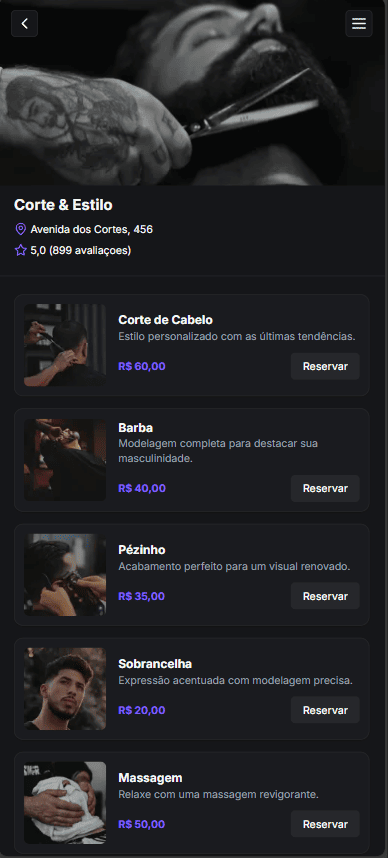 Corte & Estilo
Avenida dos Cortes, 456
5,0 (899 avaliaçoes)
Corte de Cabelo
Estilo personalizado com as últimas tendências.
R$ 60,00
Reservar
Barba
Modelagem completa para destacar sua
masculinidade.
R$ 40,00
Reservar
Pézinho
Acabamento perfeito para um visual renovado.
R$ 35,00
Reservar
Sobrancelha
Expressão acentuada com modelagem precisa.
R$ 20,00
Reservar
Massagem
Relaxe com uma massagem revigorante.
R$ 50,00
Reservar